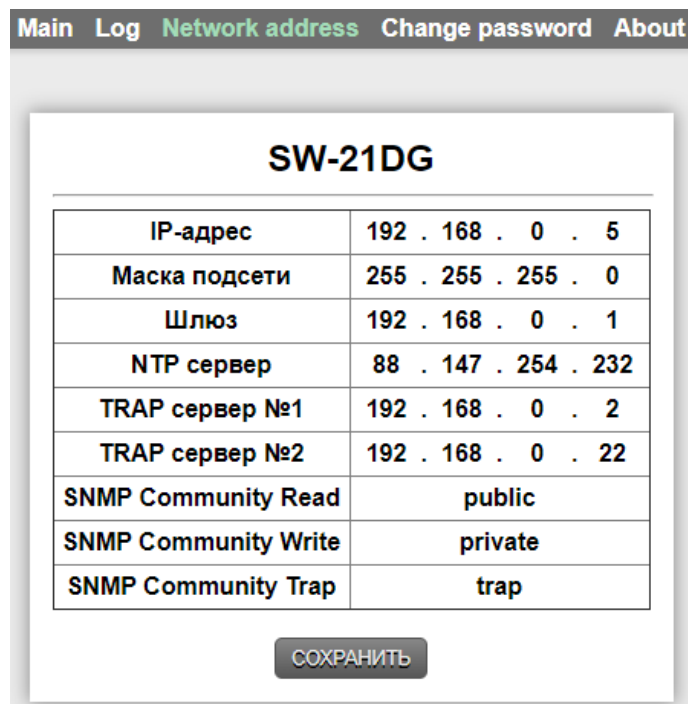 Main Log Network address Change password About
SW-21DG
IP-адрес 192 . 168 . 0 . 5
Маска подсети 255 . 255 . 255 . 0
Шлюз 192 . 168 . 0 . 1
NTP сервер 88 . 147 . 254 . 232
TRAP сервер №1 192 . 168 . 0 . 2
TRAP сервер №2 192 . 168 . 0 . 22
SNMP Community Read public
SNMP Community Write private
SNMP Community Trap trap
СОХРАНИТЬ